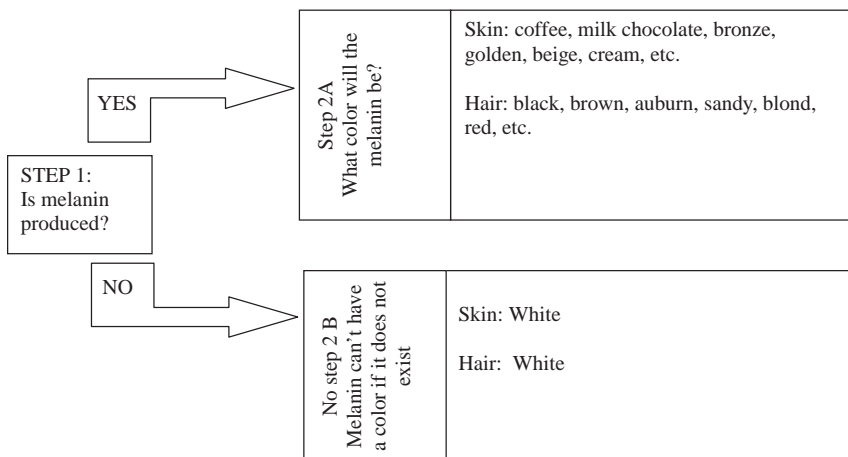 YES
STEP 1:
Is melanin
produced?
NO
Step 2A
What color will the
melanin be?
Skin: coffee, milk chocolate, bronze,
golden, beige, cream, etc.
Hair: black, brown, auburn, sandy, blond,
red, etc.
No step 2 B
Melanin can’t have
a color if it does not
exist
Skin: White
Hair: White